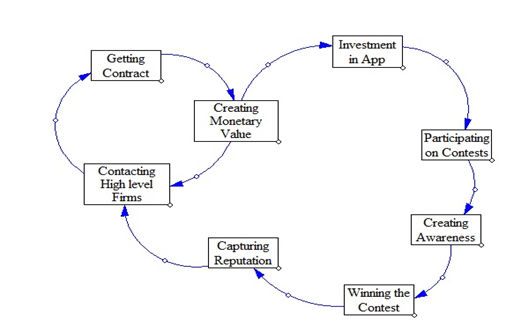 Getting
Contract
Investment
in App
Creating
Monetary
Value
Participating
on Contests
Contacting
High level
Firms
Creating
Awareness
Capturing
Reputation
Winning the
Contest